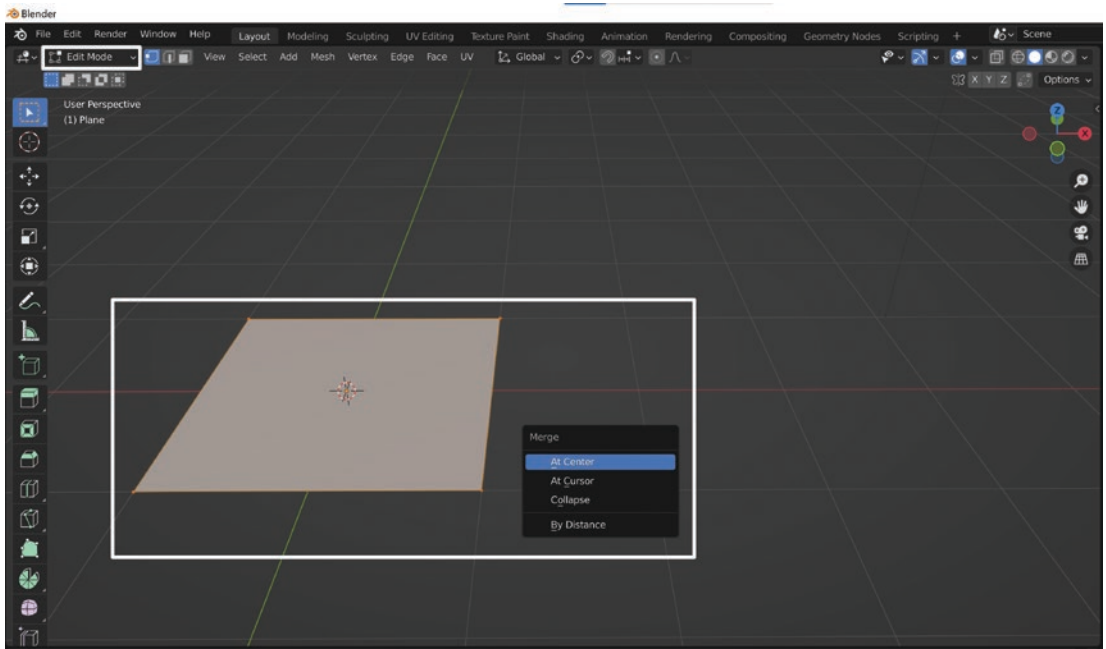 Blender
File Edit Render Window Help Layout Modeling Sculpting UV Editing Texture Paint Shading Animation Rendering Compositing Geometry Nodes Scripting + Scene
Edit Mode View Select Add Mesh Vertex Edge Face UV Global
X Y Z Options
User Perspective
(1) Plane
Z
X
Merge
At Center
At Cursor
Collapse
By Distance